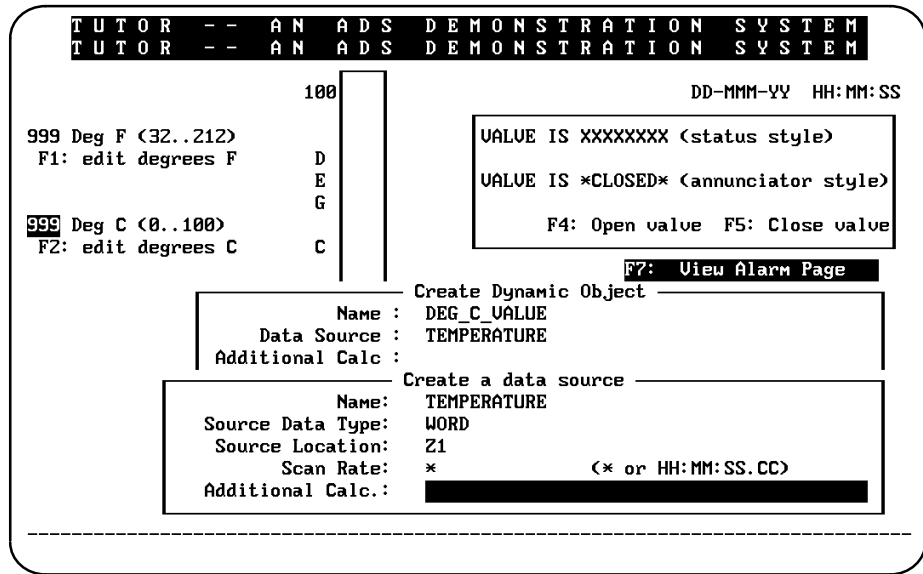 TUTOR -- AN ADS DEMONSTRATION SYSTEM
TUTOR -- AN ADS DEMONSTRATION SYSTEM
100 DD-MMM-YY HH:MM:SS
999 Deg F (32..212) VALUE IS XXXXXXXX (status style)
F1: edit degrees F D
E VALUE IS *CLOSED* (annunciator style)
G
999 Deg C (0..100) F4: Open value F5: Close value
F2: edit degrees C C
F7: View Alarm Page
Create Dynamic Object
Name : DEG_C_VALUE
Data Source : TEMPERATURE
Additional Calc :
Create a data source
Name: TEMPERATURE
Source Data Type: WORD
Source Location: Z1
Scan Rate: * (* or HH:MM:SS.CC)
Additional Calc.: